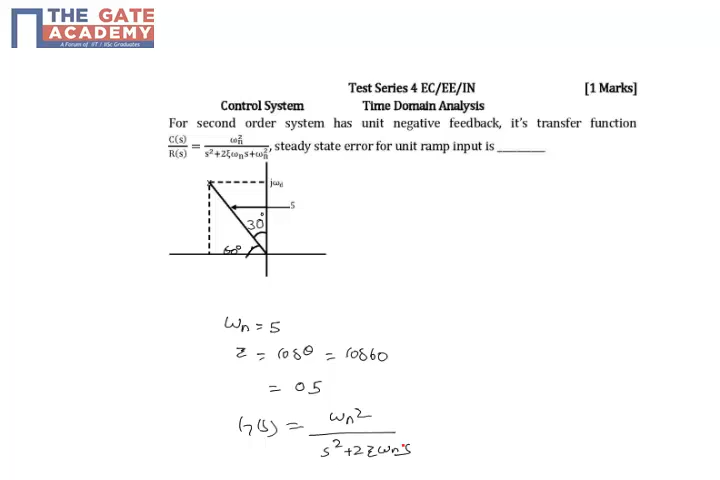 THE GATE
ACADEMY
A Forum of IIT / IISc Graduates
Test Series 4 EC/EE/IN [1 Marks]
Control System Time Domain Analysis
For second order system has unit negative feedback, it's transfer function
C(s)/R(s) = ωn²/(s²+2ζωns+ωn²), steady state error for unit ramp input is ________
jωd
5
30°
60°
ωn = 5
z = cosθ = cos60
= 0.5
G(s) = ωn2/(s²+2zωns)